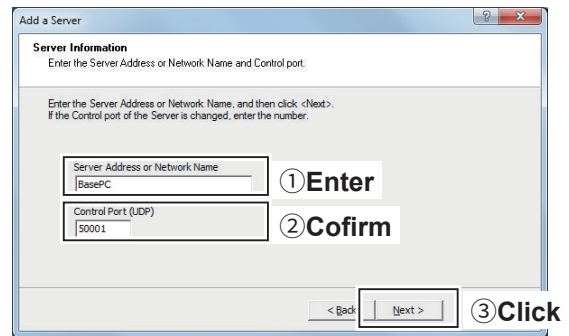 Add a Server
Server Information
Enter the Server Address or Network Name and Control port.
Enter the Server Address or Network Name, and then click <Next>.
If the Control port of the Server is changed, enter the number.
Server Address or Network Name
BasePC
①Enter
Control Port (UDP)
50001
②Cofirm
< Back
Next >
③Click